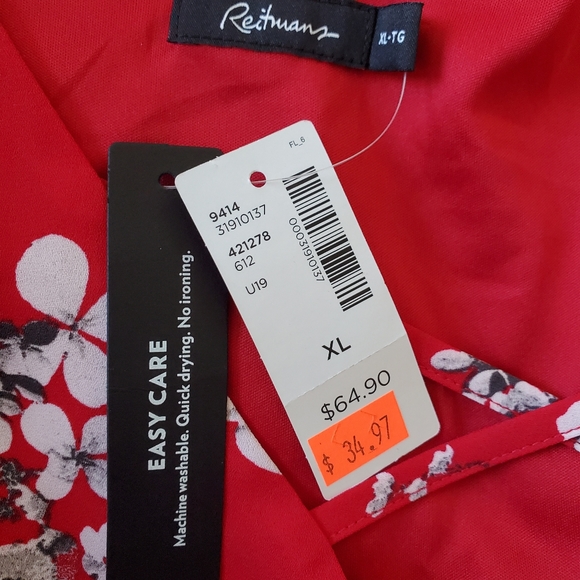 Reitmans
XL-TG
FL_6
9414
31910137
421278
612
U19
00031910137
XL
$64.90
$ 34.97
EASY CARE
Machine washable. Quick drying. No ironing.